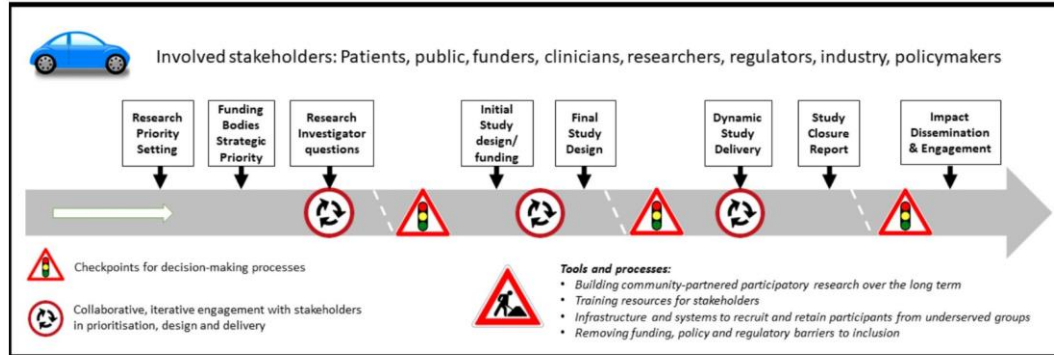 Involved stakeholders: Patients, public, funders, clinicians, researchers, regulators, industry, policymakers
Research
Priority
Setting
Funding
Bodies
Strategic
Priority
Research
Investigator
questions
Initial
Study
design/
funding
Final
Study
Design
Dynamic
Study
Delivery
Study
Closure
Report
Impact
Dissemination
& Engagement
Checkpoints for decision-making processes
Collaborative, iterative engagement with stakeholders
in prioritisation, design and delivery
Tools and processes:
• Building community-partnered participatory research over the long term
• Training resources for stakeholders
• Infrastructure and systems to recruit and retain participants from underserved groups
• Removing funding, policy and regulatory barriers to inclusion